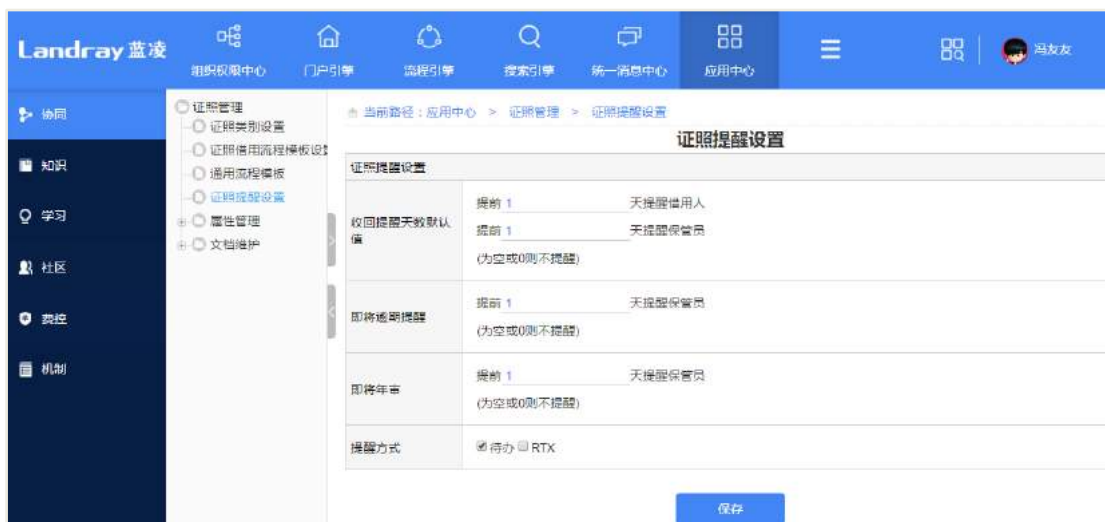 Landray 蓝凌
组织权限中心
门户引擎
流程引擎
搜索引擎
统一消息中心
应用中心
冯友友
协同
知识
学习
社区
费控
机制
证照管理
证照类别设置
证照借用流程模板设置
通用流程模板
证照提醒设置
属性管理
文档维护
当前路径：应用中心 > 证照管理 > 证照提醒设置
证照提醒设置
证照提醒设置
收回提醒天数默认值
提前 1 天提醒借用人
提前 1 天提醒保管员
(为空或0则不提醒)
即将逾期提醒
提前 1 天提醒保管员
(为空或0则不提醒)
即将年审
提前 1 天提醒保管员
(为空或0则不提醒)
提醒方式
待办 RTX
保存